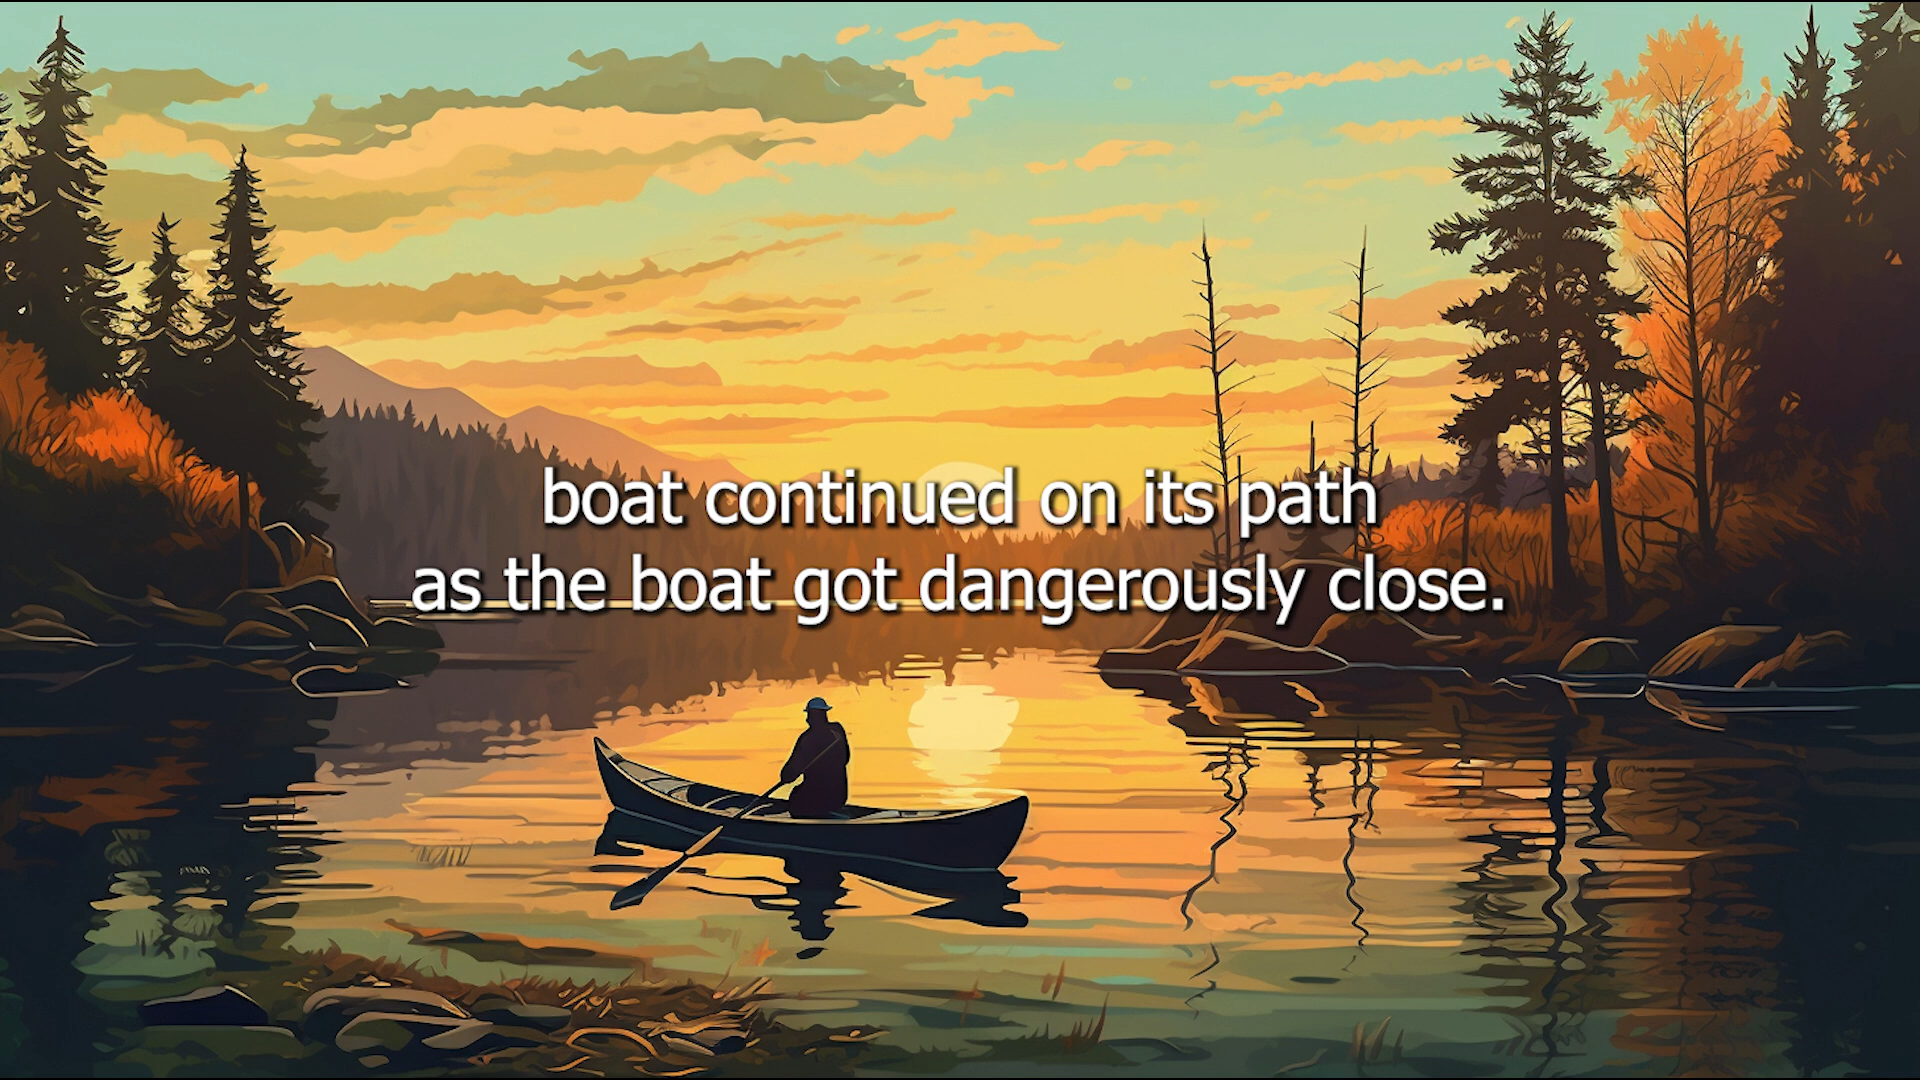 boat continued on its path
as the boat got dangerously close.